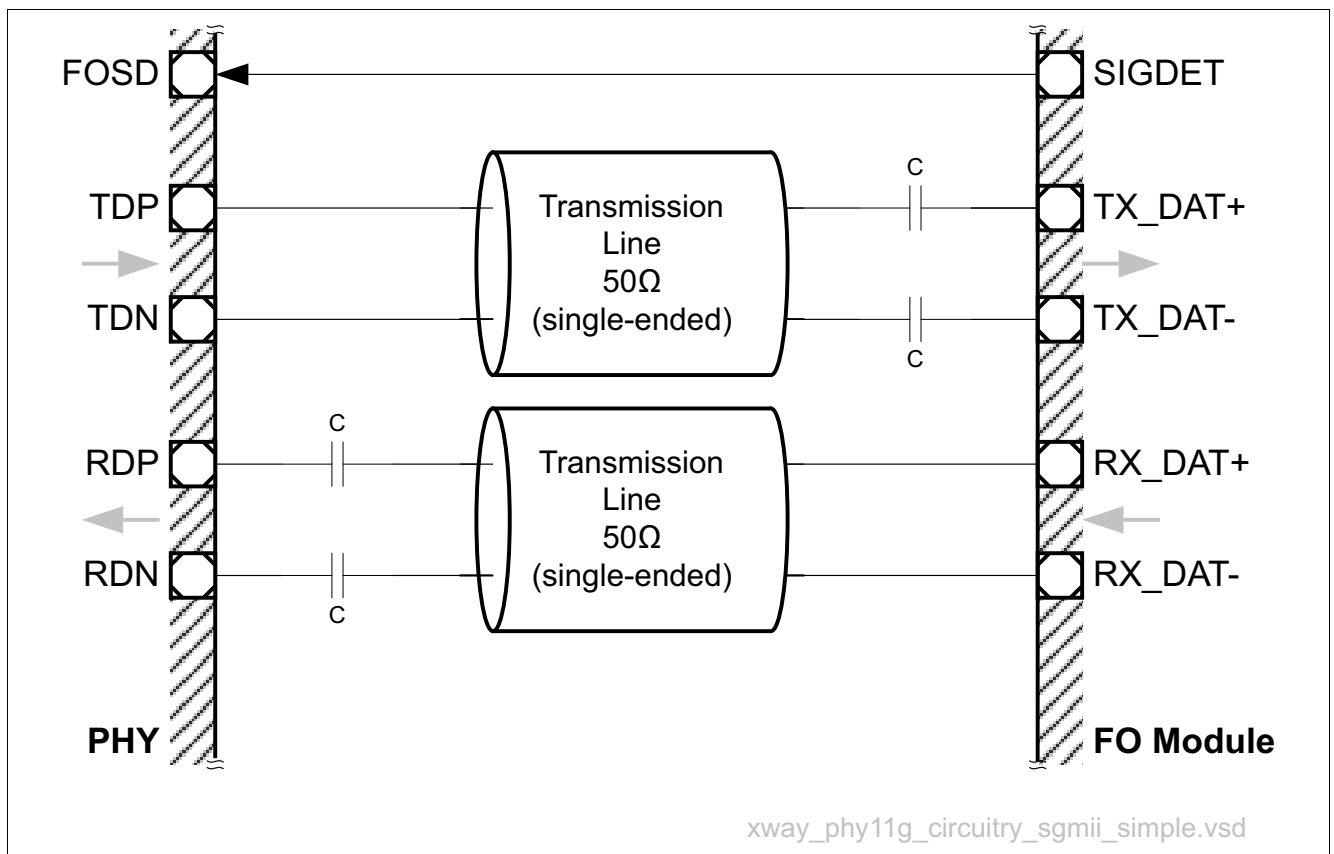 FOSD
SIGDET
C
TDP
Transmission
Line
50Ω
(single-ended)
TX_DAT+
TDN
TX_DAT-
C
C
RDP
Transmission
Line
50Ω
(single-ended)
RX_DAT+
RDN
RX_DAT-
C
PHY
FO Module
xway_phy11g_circuitry_sgmii_simple.vsd